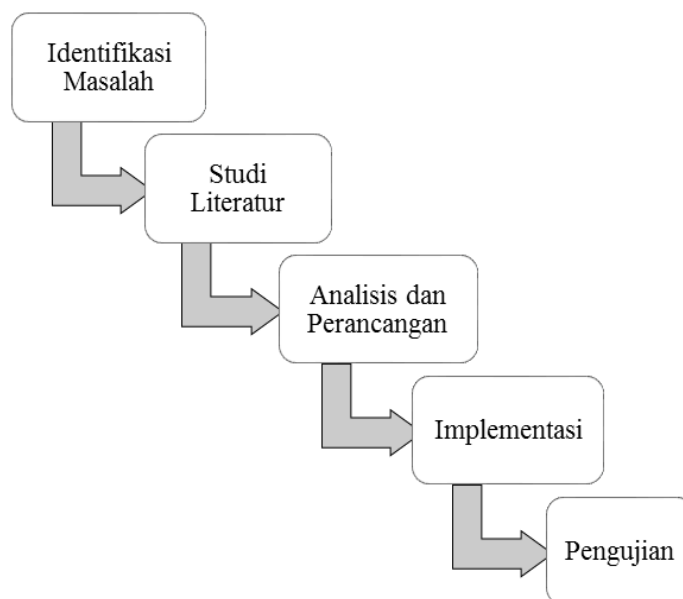 Identifikasi
Masalah
Studi
Literatur
Analisis dan
Perancangan
Implementasi
Pengujian